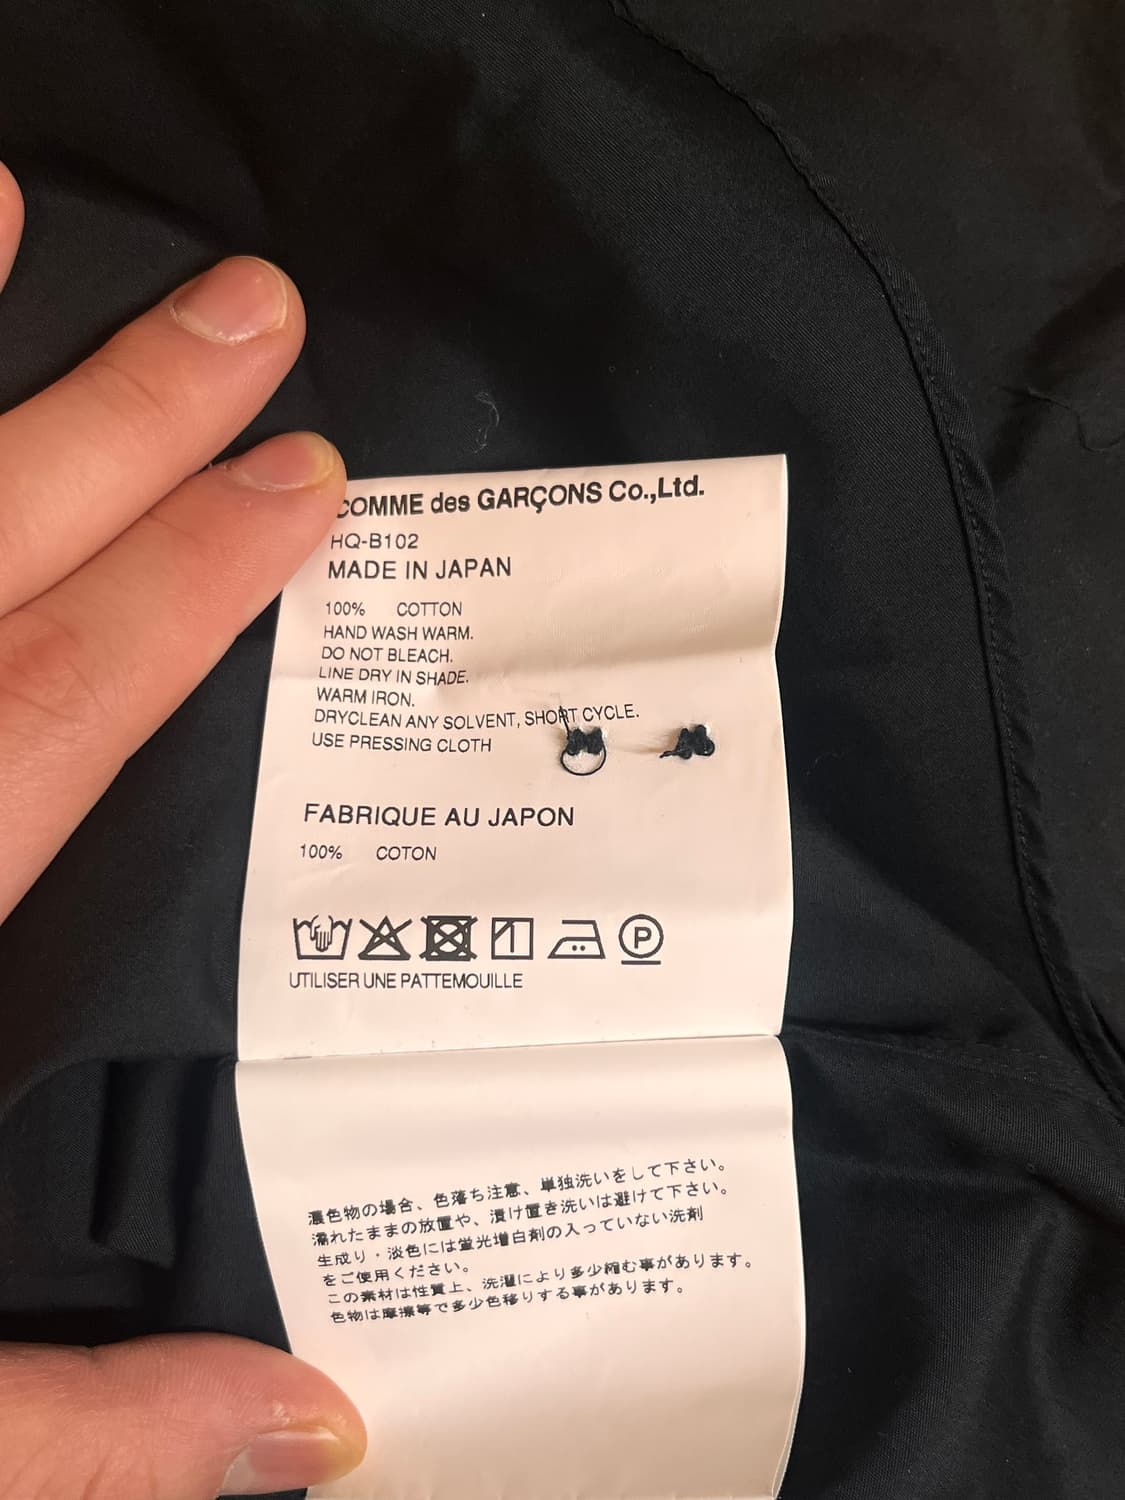 COMME des GARÇONS Co.,Ltd.
HQ-B102
MADE IN JAPAN
100% COTTON
HAND WASH WARM.
DO NOT BLEACH.
LINE DRY IN SHADE.
WARM IRON.
DRYCLEAN ANY SOLVENT, SHORT CYCLE.
USE PRESSING CLOTH
FABRIQUE AU JAPON
100% COTON
P
UTILISER UNE PATTEMOUILLE
濃色物の場合、色落ち注意、単独洗いをして下さい。
濡れたままの放置や、漬け置き洗いは避けて下さい。
生成り・淡色には蛍光増白剤の入っていない洗剤
をご使用ください。
この素材は性質上、洗濯により多少縮む事があります。
色物は摩擦等で多少色移りする事があります。